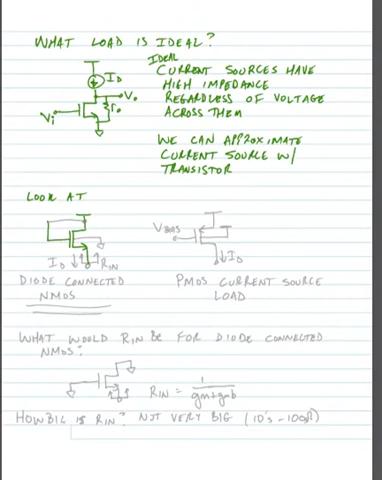 WHAT LOAD IS IDEAL?
IDEAL
CURRENT SOURCES HAVE
HIGH IMPEDANCE
REGARDLESS OF VOLTAGE
ACROSS THEM
ID
Vo
ro
Vi
WE CAN APPROXIMATE
CURRENT SOURCE W/
TRANSISTOR
LOOK AT
VBIAS
ID RIN
ID
DIODE CONNECTED
NMOS
PMOS CURRENT SOURCE
LOAD
WHAT WOULD RIN BE FOR DIODE CONNECTED
NMOS?
RIN = 1 / gm+gmb
HOW BIG IS RIN? NOT VERY BIG (10's - 100Ω)